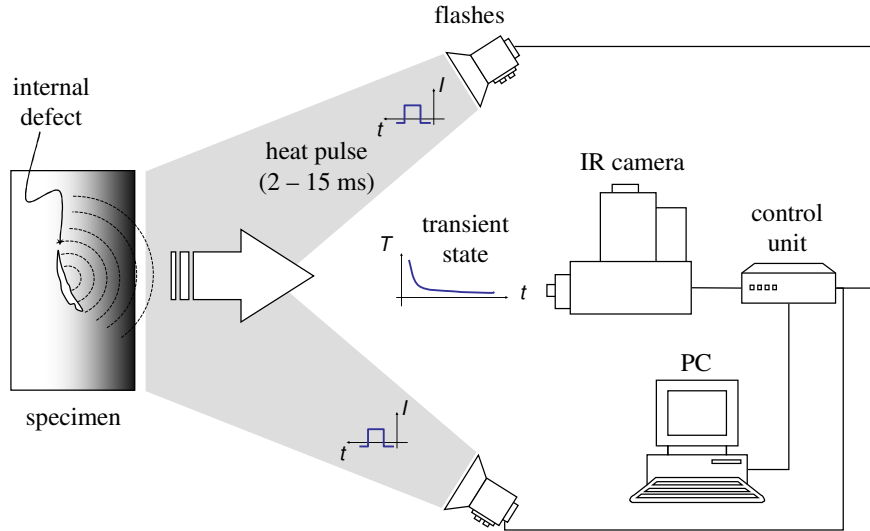 flashes
I
t
internal
defect
heat pulse
(2 – 15 ms)
IR camera
control
unit
transient
state
T
t
PC
specimen
I
t